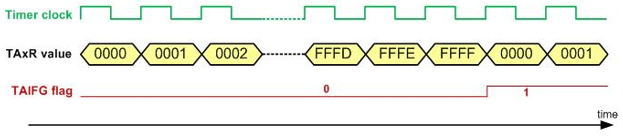 Timer clock
TAxR value 0000 0001 0002 FFFD FFFE FFFF 0000 0001
TAIFG flag 0 1
time